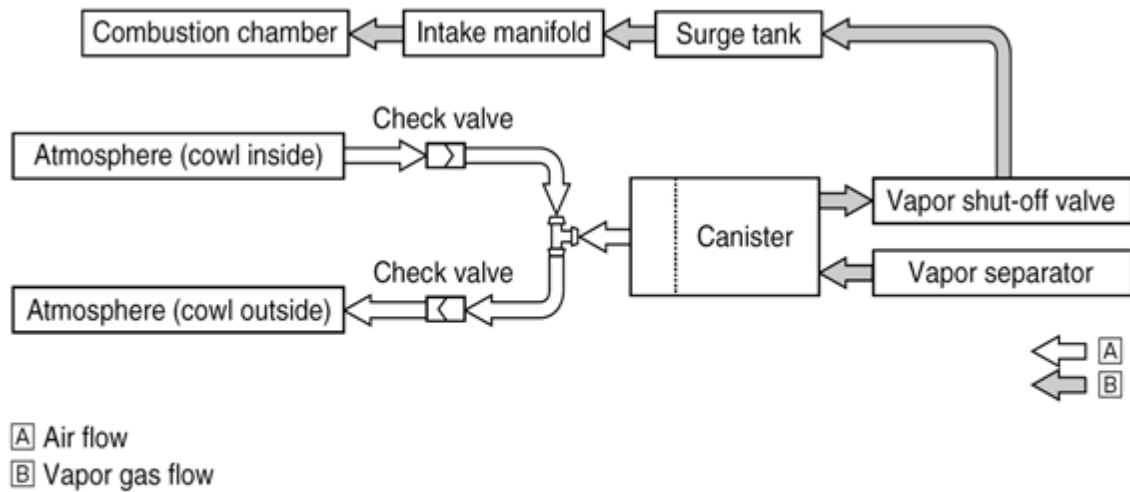 Combustion chamber
Intake manifold
Surge tank
Check valve
Atmosphere (cowl inside)
Vapor shut-off valve
Canister
Vapor separator
Check valve
Atmosphere (cowl outside)
A
B
A Air flow
B Vapor gas flow